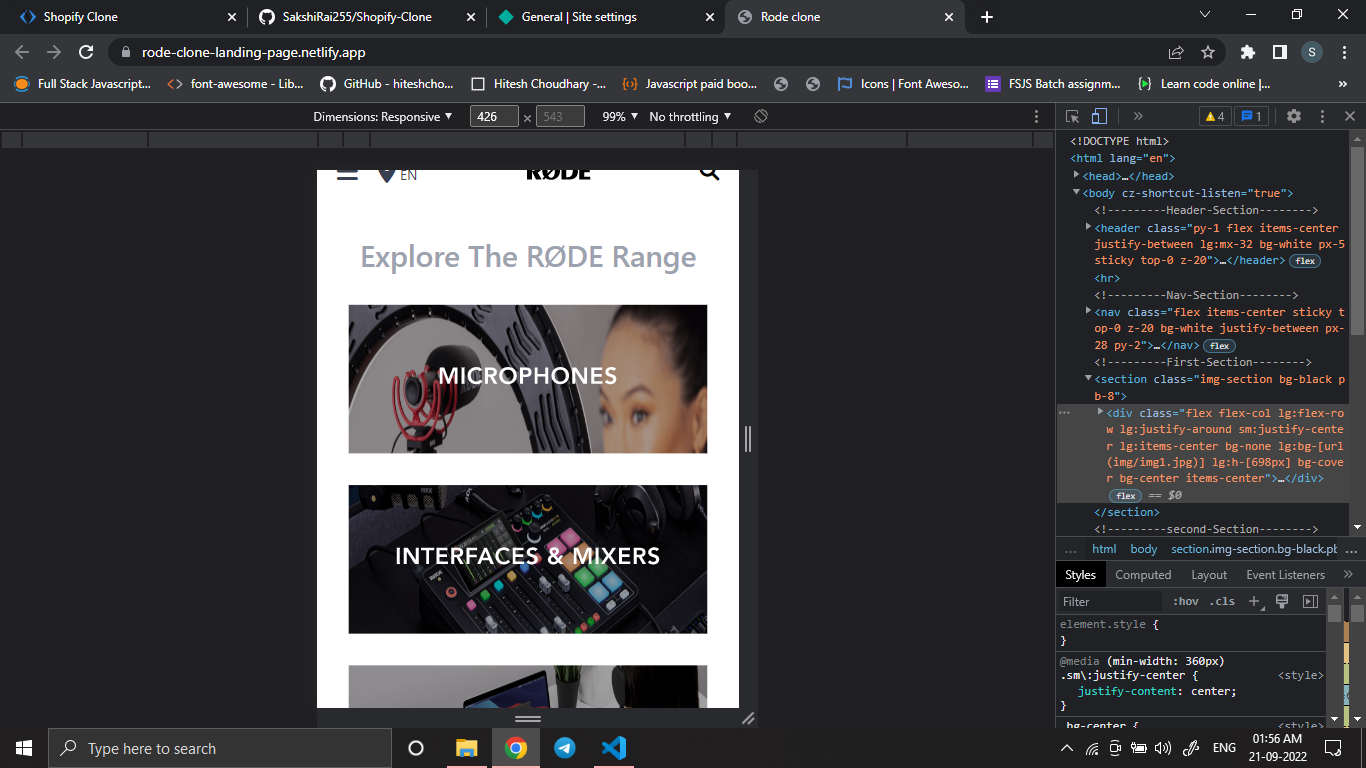 Shopify Clone
SakshiRai255/Shopify-Clone
General | Site settings
Rode clone
rode-clone-landing-page.netlify.app
S
Full Stack Javascript...
font-awesome - Lib...
GitHub - hiteshcho...
Hitesh Choudhary -...
Javascript paid boo...
Icons | Font Aweso...
FSJS Batch assignm...
Learn code online |...
»
Dimensions: Responsive ▼ 426 × 543 99% ▼ No throttling ▼
» 4 1
EN
RØDE
Explore The RØDE Range
MICROPHONES
INTERFACES & MIXERS
<!DOCTYPE html>
<html lang="en">
<head>…</head>
<body cz-shortcut-listen="true">
<!---------Header-Section-------->
<header class="py-1 flex items-center
justify-between lg:mx-32 bg-white px-5
sticky top-0 z-20">…</header> flex
<hr>
<!---------Nav-Section-------->
<nav class="flex items-center sticky t
op-0 z-20 bg-white justify-between px-
28 py-2">…</nav> flex
<!---------First-Section-------->
<section class="img-section bg-black p
b-8">
<div class="flex flex-col lg:flex-ro
w lg:justify-around sm:justify-cente
r lg:items-center bg-none lg:bg-[url
(img/img1.jpg)] lg:h-[698px] bg-cove
r bg-center items-center">…</div>
flex == $0
</section>
<!---------second-Section-------->
... html body section.img-section.bg-black.pb ...
Styles Computed Layout Event Listeners »
Filter :hov .cls +
element.style {
}
@media (min-width: 360px)
.sm\:justify-center { <style>
justify-content: center;
}
.bg-center { <style>
Type here to search
ENG
01:56 AM
21-09-2022